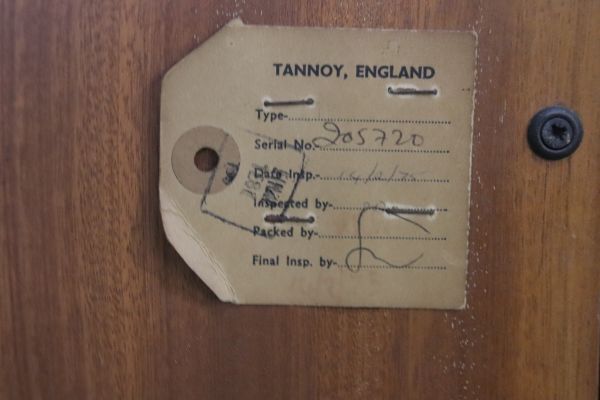 TANNOY, ENGLAND
Type-
Serial No. 205720
Date Insp.-
Inspected by-
Packed by-
Final Insp. by-